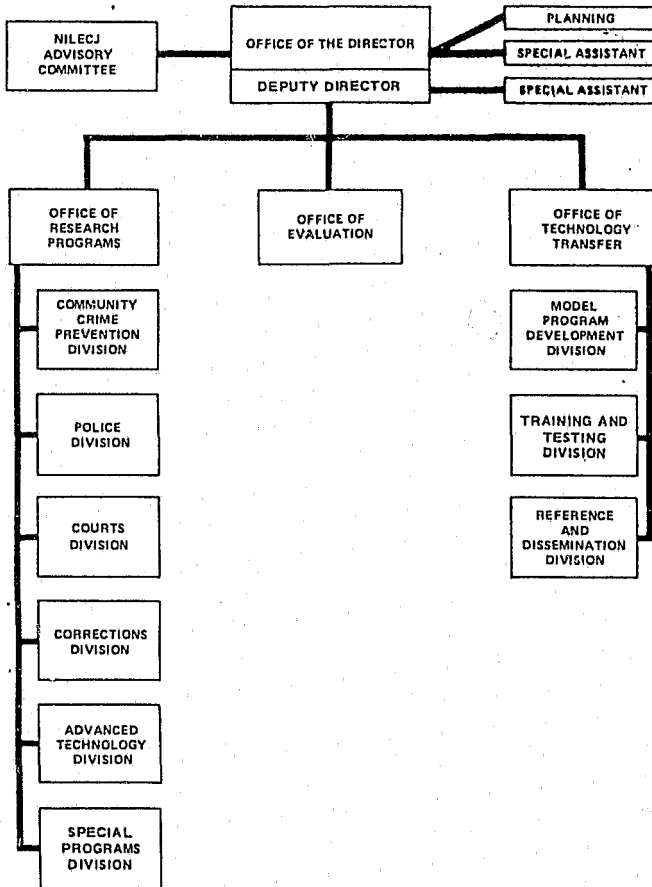 NILECJ
ADVISORY
COMMITTEE
OFFICE OF THE DIRECTOR
DEPUTY DIRECTOR
PLANNING
SPECIAL ASSISTANT
SPECIAL ASSISTANT
OFFICE OF
RESEARCH
PROGRAMS
OFFICE OF
EVALUATION
OFFICE OF
TECHNOLOGY
TRANSFER
COMMUNITY
CRIME
PREVENTION
DIVISION
POLICE
DIVISION
COURTS
DIVISION
CORRECTIONS
DIVISION
ADVANCED
TECHNOLOGY
DIVISION
SPECIAL
PROGRAMS
DIVISION
MODEL
PROGRAM
DEVELOPMENT
DIVISION
TRAINING AND
TESTING
DIVISION
REFERENCE
AND
DISSEMINATION
DIVISION